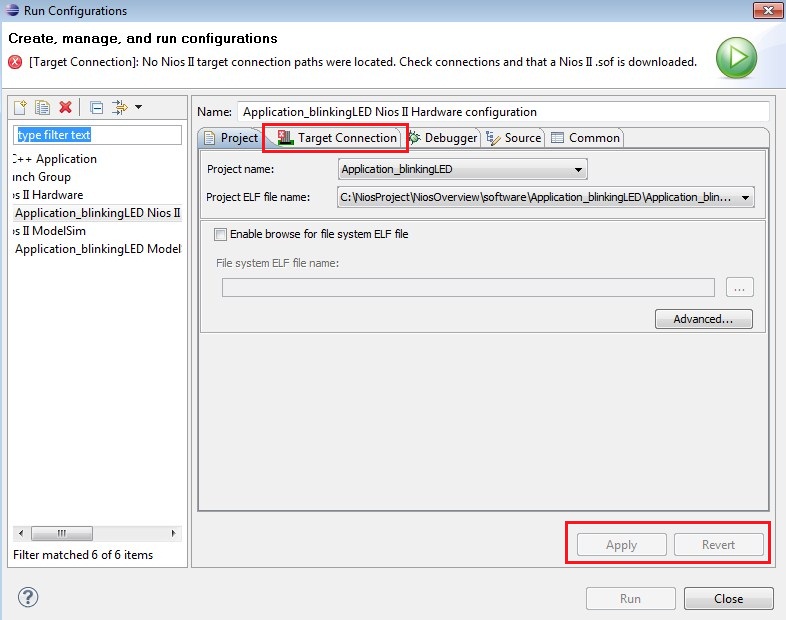 Run Configurations
Create, manage, and run configurations
[Target Connection]: No Nios II target connection paths were located. Check connections and that a Nios II .sof is downloaded.
type filter text
C++ Application
unch Group
os II Hardware
Application_blinkingLED Nios II
os II ModelSim
Application_blinkingLED Model
Filter matched 6 of 6 items
Name: Application_blinkingLED Nios II Hardware configuration
Project Target Connection Debugger Source Common
Project name: Application_blinkingLED
Project ELF file name: C:\NiosProject\NiosOverview\software\Application_blinkingLED\Application_blin...
Enable browse for file system ELF file
File system ELF file name:
...
Advanced...
Apply Revert
Run Close